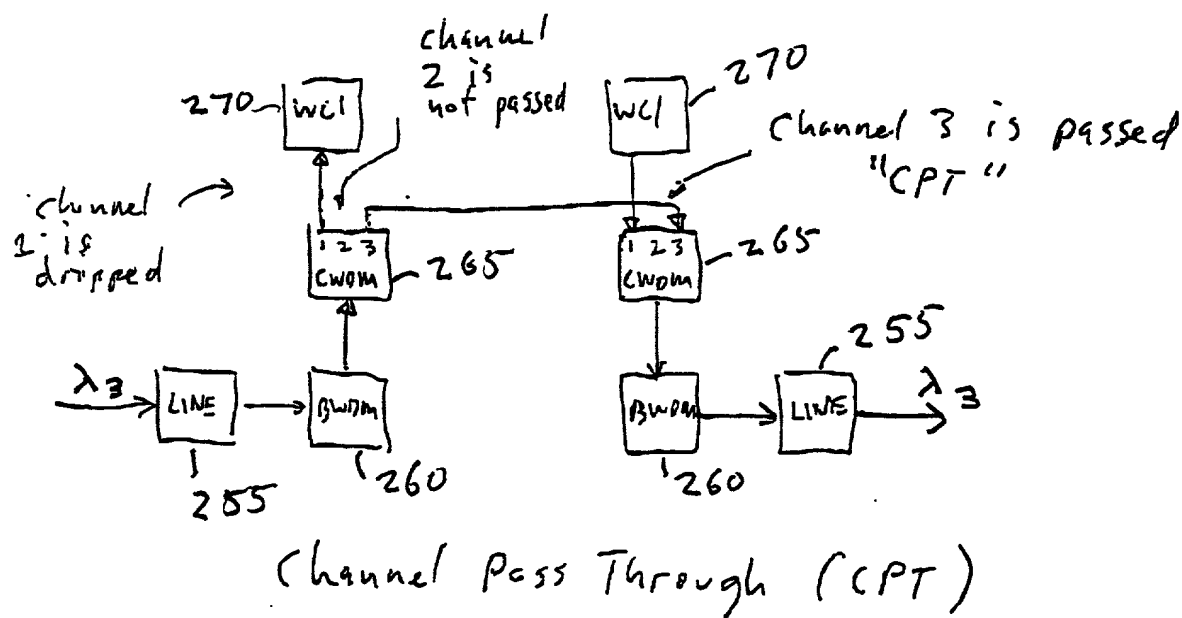 channel
2 is
not passed
270
WCI
WCI
270
Channel 3 is passed
"CPT"
channel
1 is
dropped
1 2 3
CWDM
265
1 2 3
CWDM
265
255
λ3
LINE
BWDM
BWDM
LINE
λ3
255
260
260
Channel Pass Through (CPT)